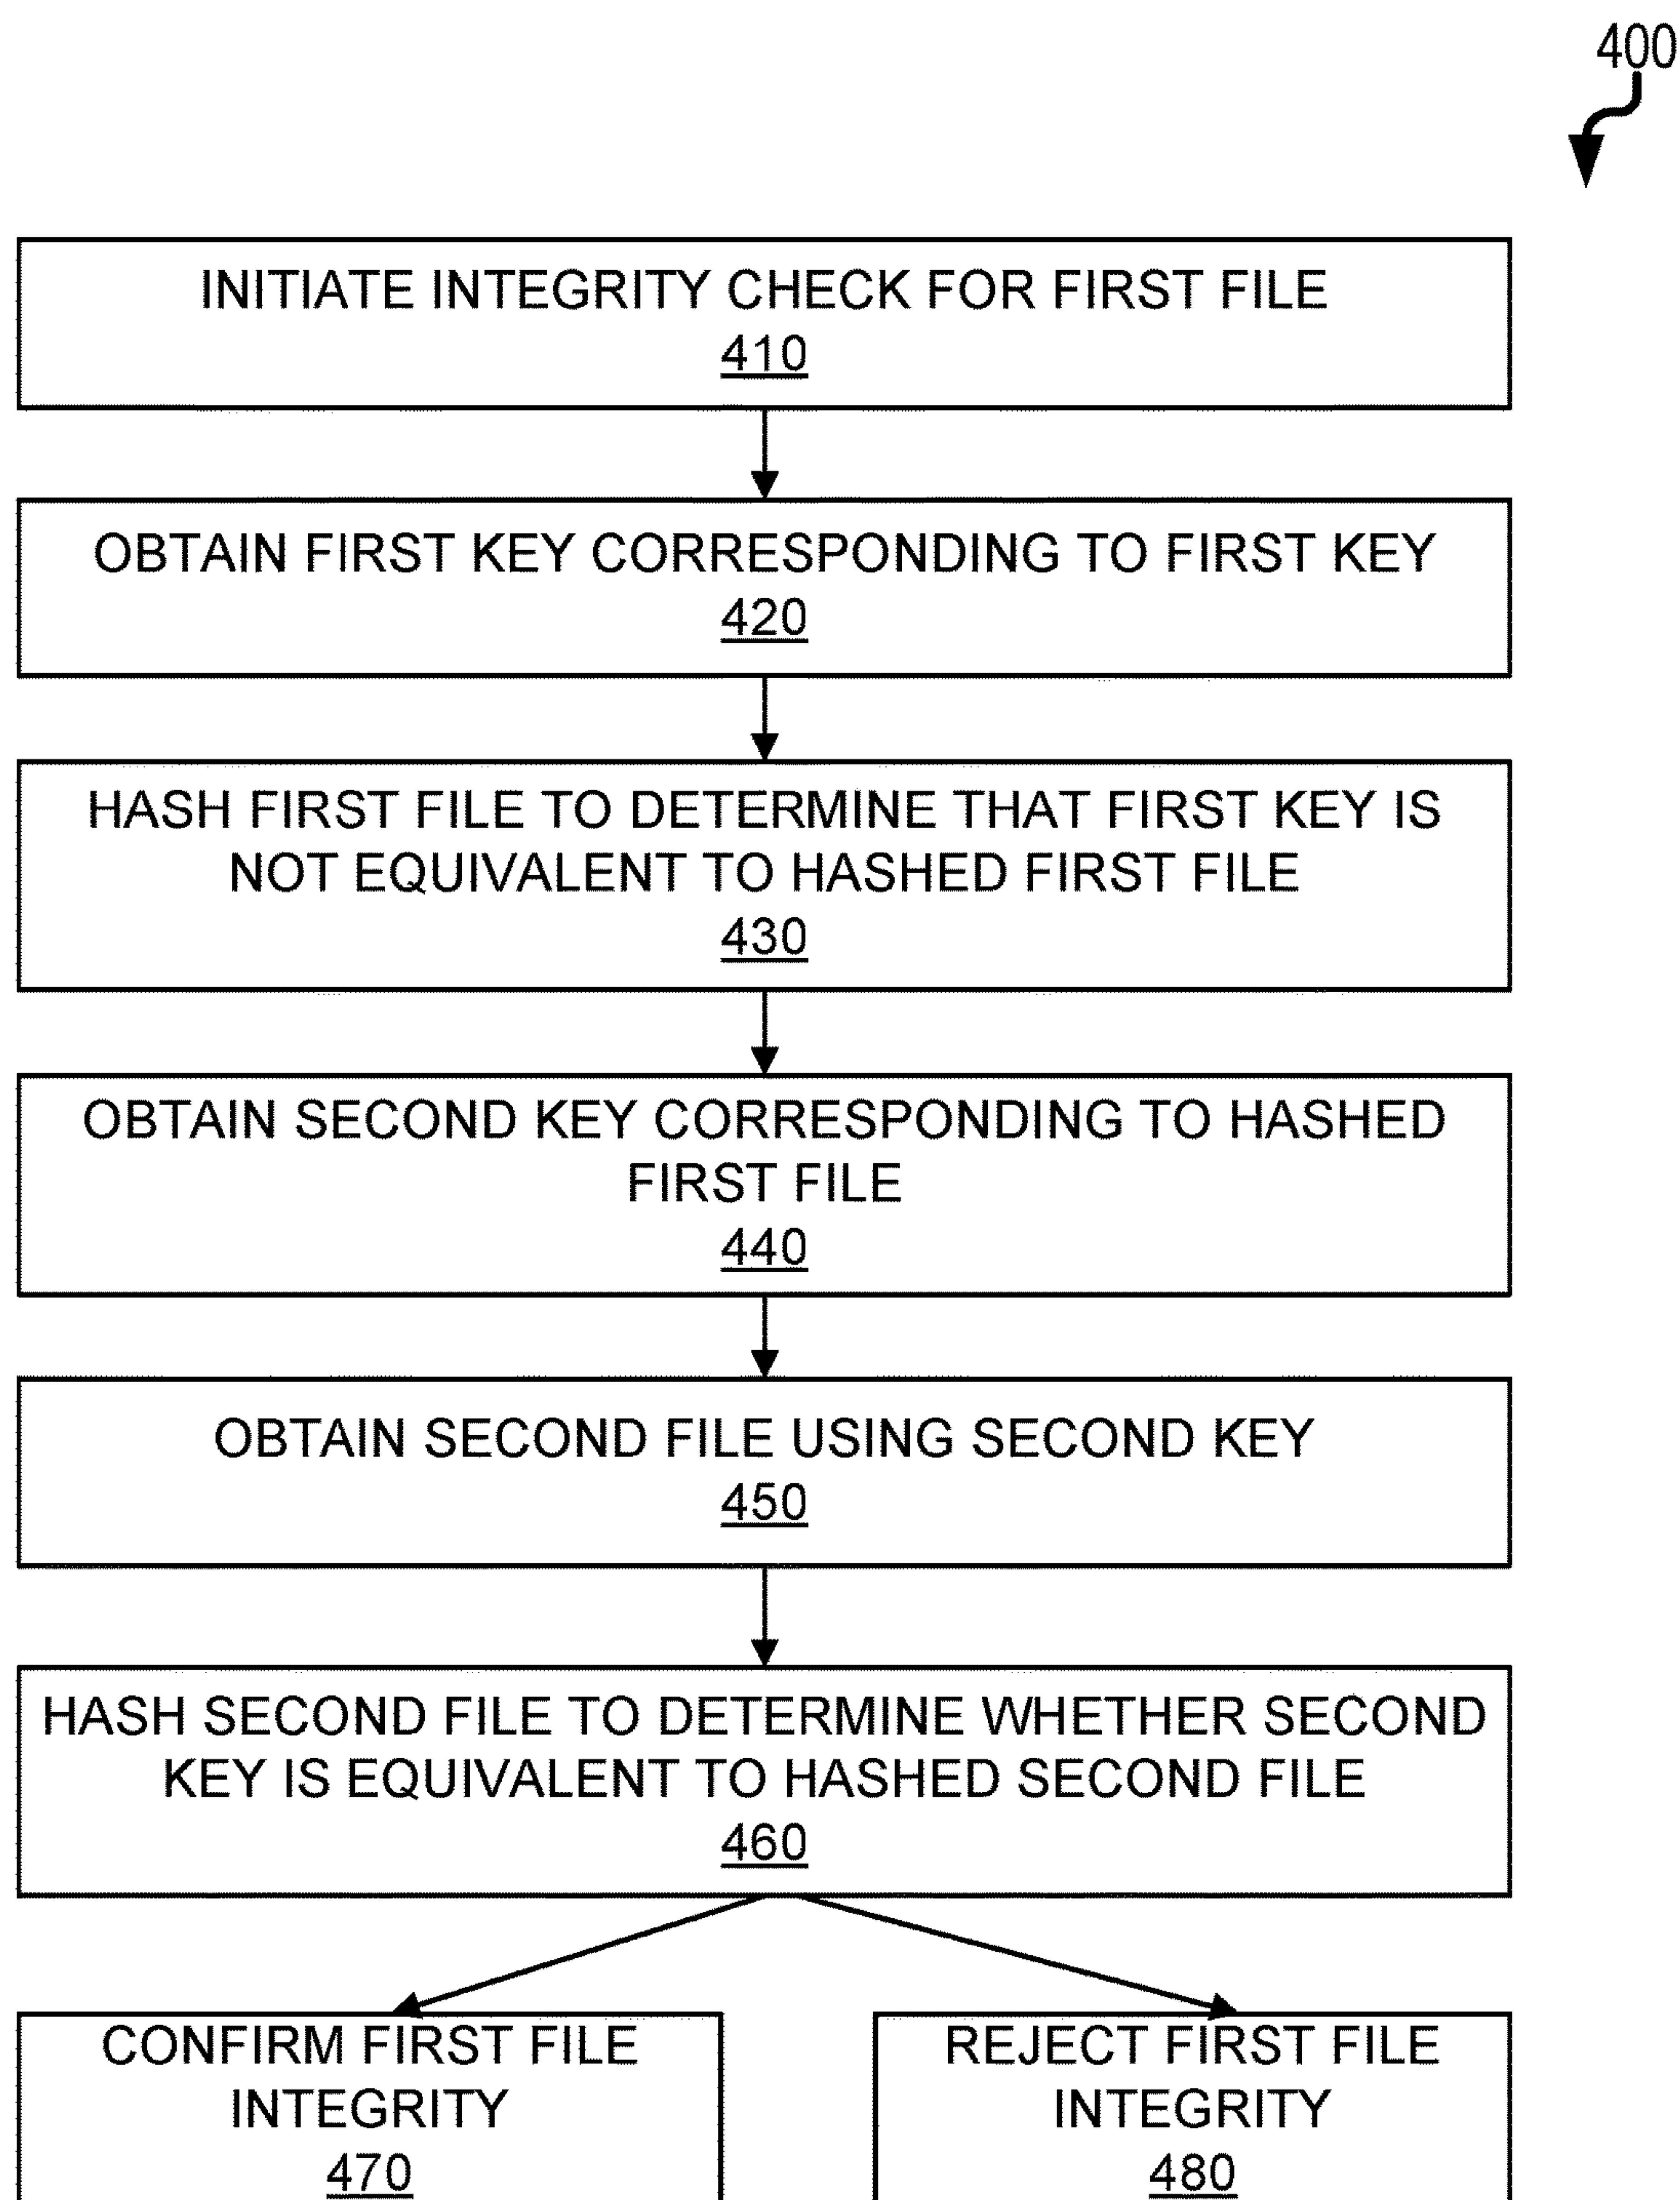 400
INITIATE INTEGRITY CHECK FOR FIRST FILE
410
OBTAIN FIRST KEY CORRESPONDING TO FIRST KEY
420
HASH FIRST FILE TO DETERMINE THAT FIRST KEY IS
NOT EQUIVALENT TO HASHED FIRST FILE
430
OBTAIN SECOND KEY CORRESPONDING TO HASHED
FIRST FILE
440
OBTAIN SECOND FILE USING SECOND KEY
450
HASH SECOND FILE TO DETERMINE WHETHER SECOND
KEY IS EQUIVALENT TO HASHED SECOND FILE
460
CONFIRM FIRST FILE
INTEGRITY
470
REJECT FIRST FILE
INTEGRITY
480